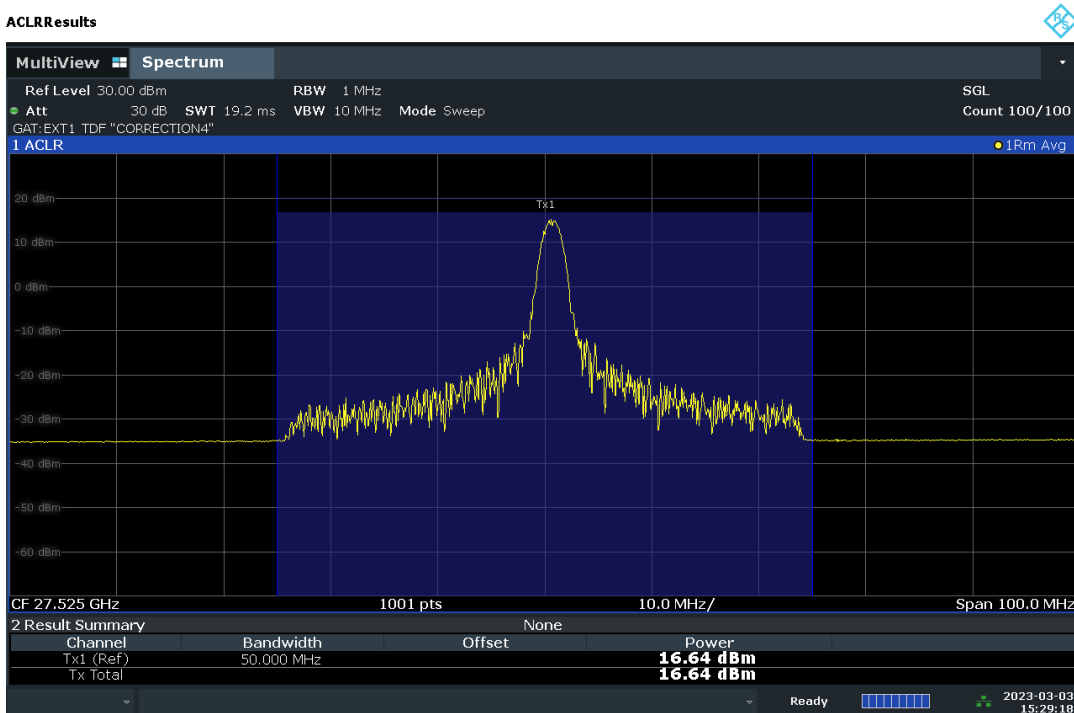 ACLRResults
R&S
MultiView Spectrum
Ref Level 30.00 dBm RBW 1 MHz SGL
Att 30 dB SWT 19.2 ms VBW 10 MHz Mode Sweep Count 100/100
GAT:EXT1 TDF "CORRECTION4"
1 ACLR 1Rm Avg
20 dBm
Tx1
10 dBm
0 dBm
-10 dBm
-20 dBm
-30 dBm
-40 dBm
-50 dBm
-60 dBm
CF 27.525 GHz 1001 pts 10.0 MHz/ Span 100.0 MHz
2 Result Summary None
Channel Bandwidth Offset Power
Tx1 (Ref) 50.000 MHz 16.64 dBm
Tx Total 16.64 dBm
Ready 2023-03-03
15:29:18